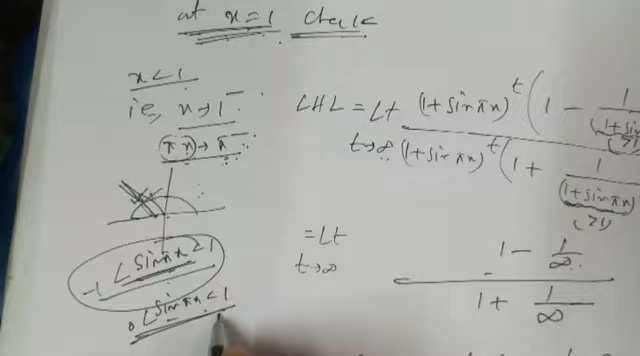 at x=1 check
x<1
ie, x→1⁻
πx→π⁻
-1<sinπx<1
0<sinπx<1
LHL = Lt t→∞ (1+sinπx)^t (1 - 1/(1+sin
(1+sinπx)^t (1 + 1/(1+sinπx)
(>1)
(>1)
= Lt t→∞ (1 - 1/∞)/(1 + 1/∞)